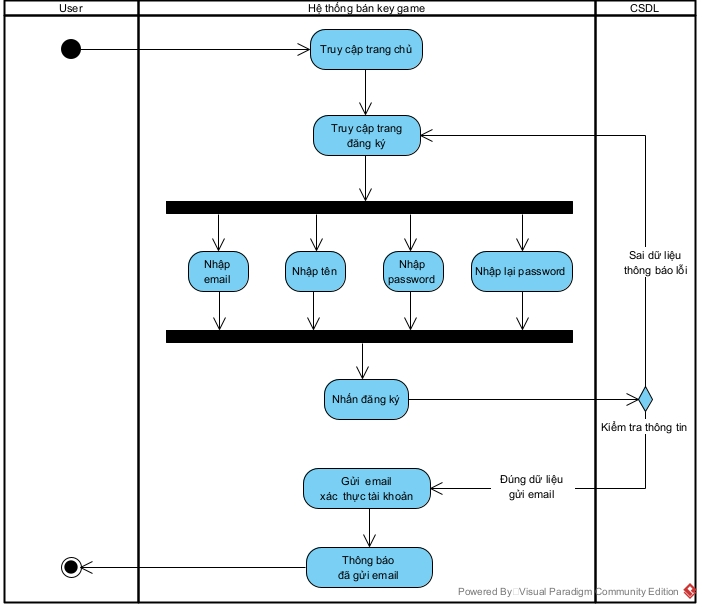 User
Hệ thống bán key game
CSDL
Truy cập trang chủ
Truy cập trang
đăng ký
Nhập
email
Nhập tên
Nhập
password
Nhập lại password
Sai dữ liệu
thông báo lỗi
Nhấn đăng ký
Kiểm tra thông tin
Gửi email
xác thực tài khoản
Đúng dữ liệu
gửi email
Thông báo
đã gửi email
Powered By Visual Paradigm Community Edition